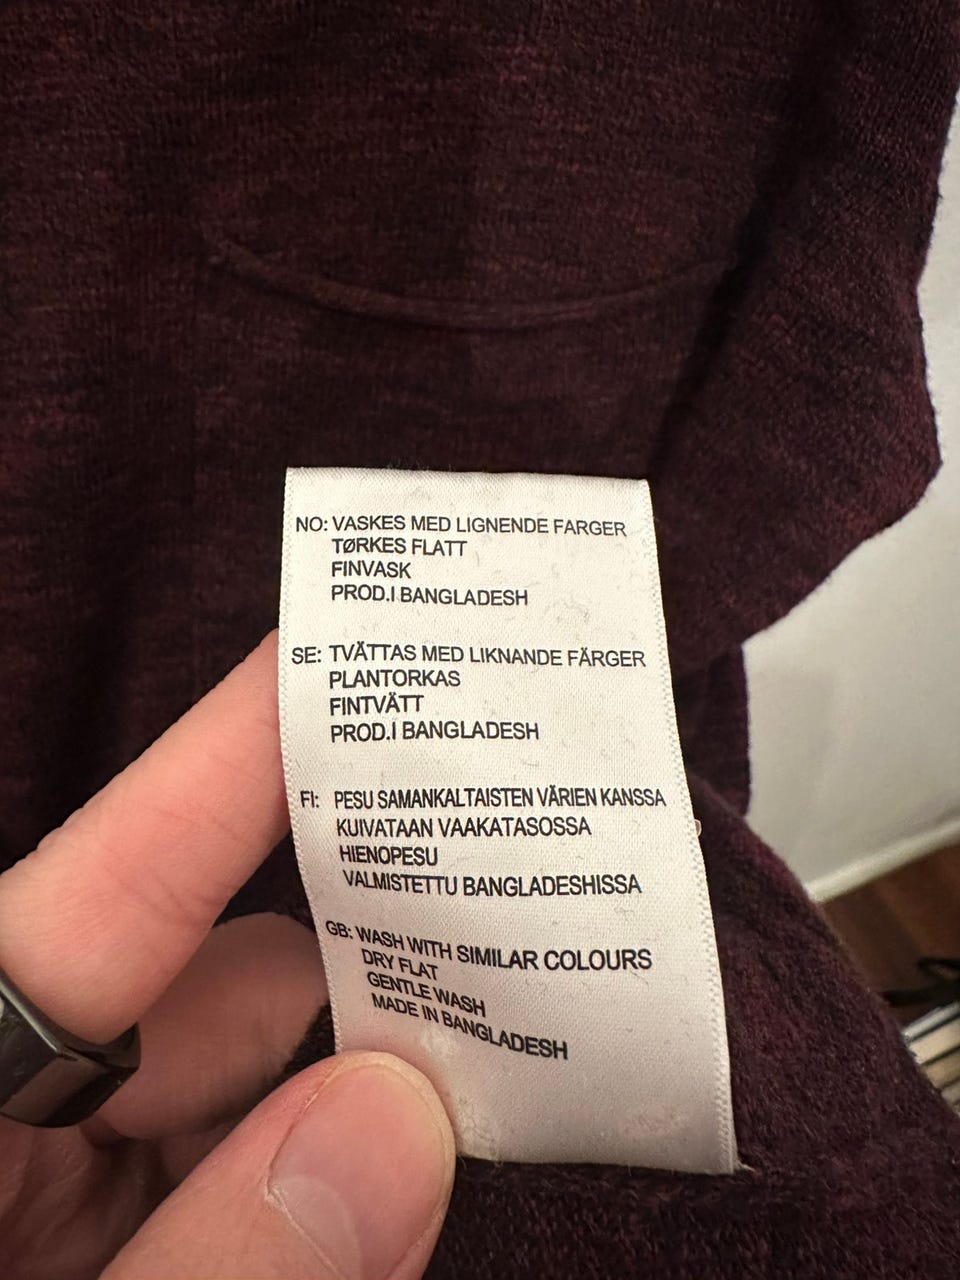 NO: VASKES MED LIGNENDE FARGER
TØRKES FLATT
FINVASK
PROD.I BANGLADESH
SE: TVÄTTAS MED LIKNANDE FÄRGER
PLANTORKAS
FINTVÄTT
PROD.I BANGLADESH
FI: PESU SAMANKALTAISTEN VÄRIEN KANSSA
KUIVATAAN VAAKATASOSSA
HIENOPESU
VALMISTETTU BANGLADESHISSA
GB: WASH WITH SIMILAR COLOURS
DRY FLAT
GENTLE WASH
MADE IN BANGLADESH